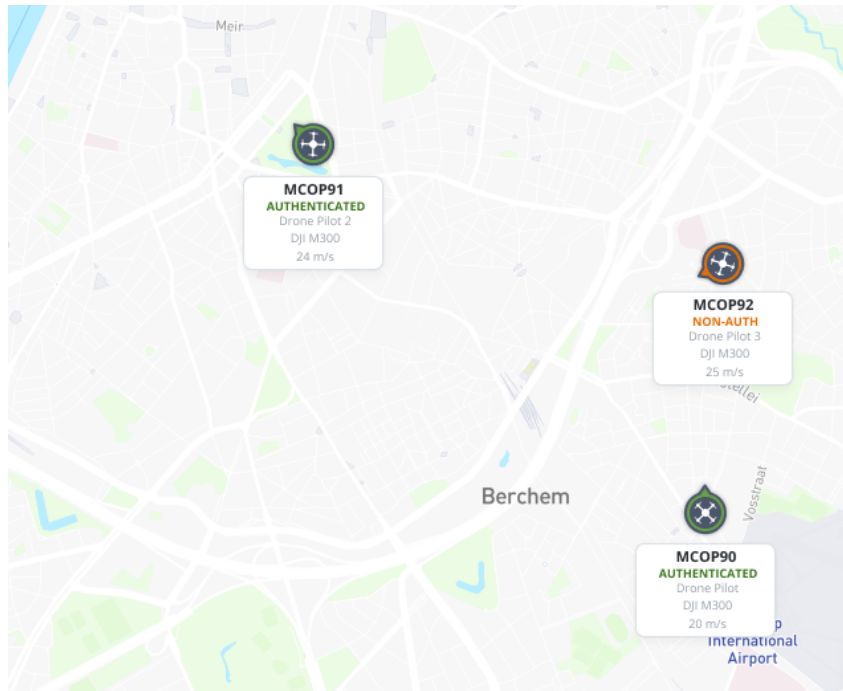 Meir
MCOP91
AUTHENTICATED
Drone Pilot 2
DJI M300
24 m/s
MCOP92
NON-AUTH
Drone Pilot 3
DJI M300
25 m/s
Berchem
Vosstraat
MCOP90
AUTHENTICATED
Drone Pilot
DJI M300
20 m/s
International
Airport